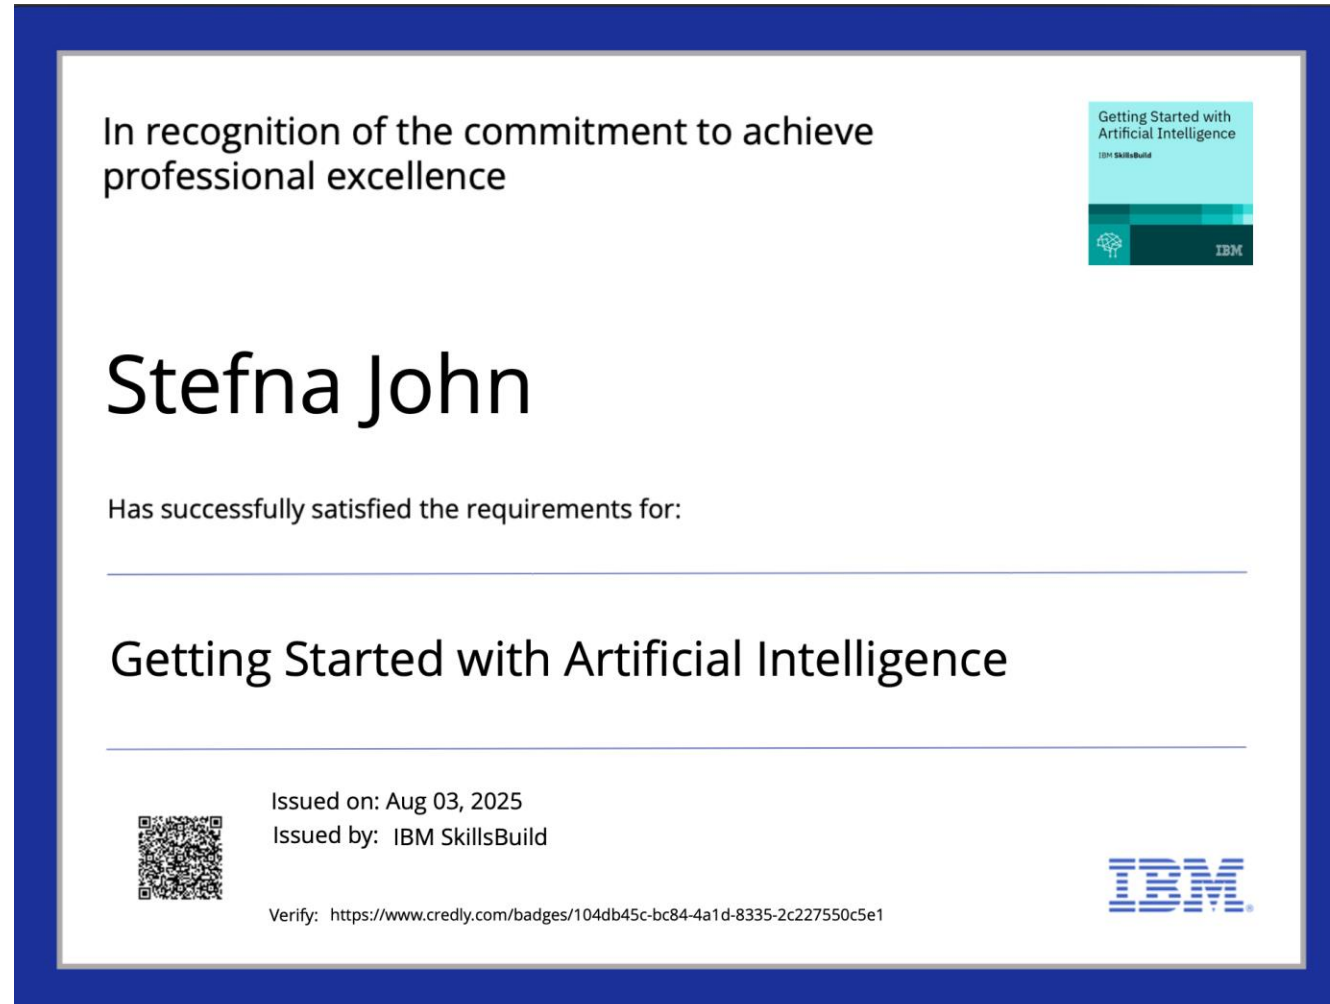 In recognition of the commitment to achieve
professional excellence
Getting Started with
Artificial Intelligence
IBM SkillsBuild
IBM
Stefna John
Has successfully satisfied the requirements for:
Getting Started with Artificial Intelligence
Issued on: Aug 03, 2025
Issued by: IBM SkillsBuild
Verify: https://www.credly.com/badges/104db45c-bc84-4a1d-8335-2c227550c5e1
IBM®